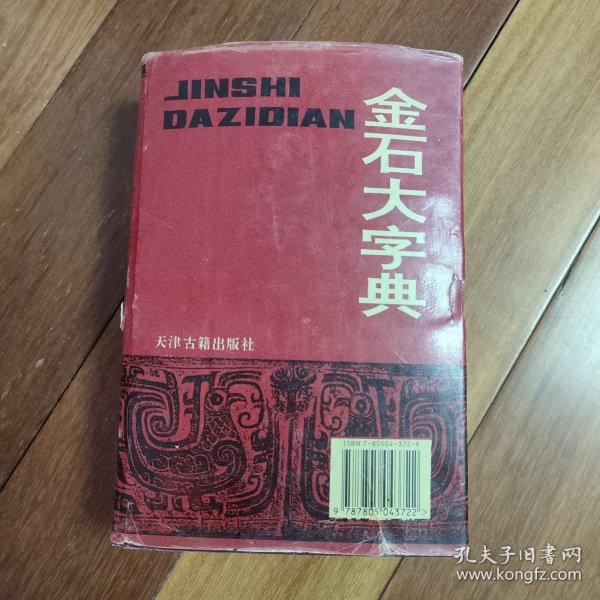 JINSHI
DAZIDIAN
金石大字典
天津古籍出版社
ISBN 7-80504-372-8
9 787805 043722 >
孔夫子旧书网
www.kongfz.com